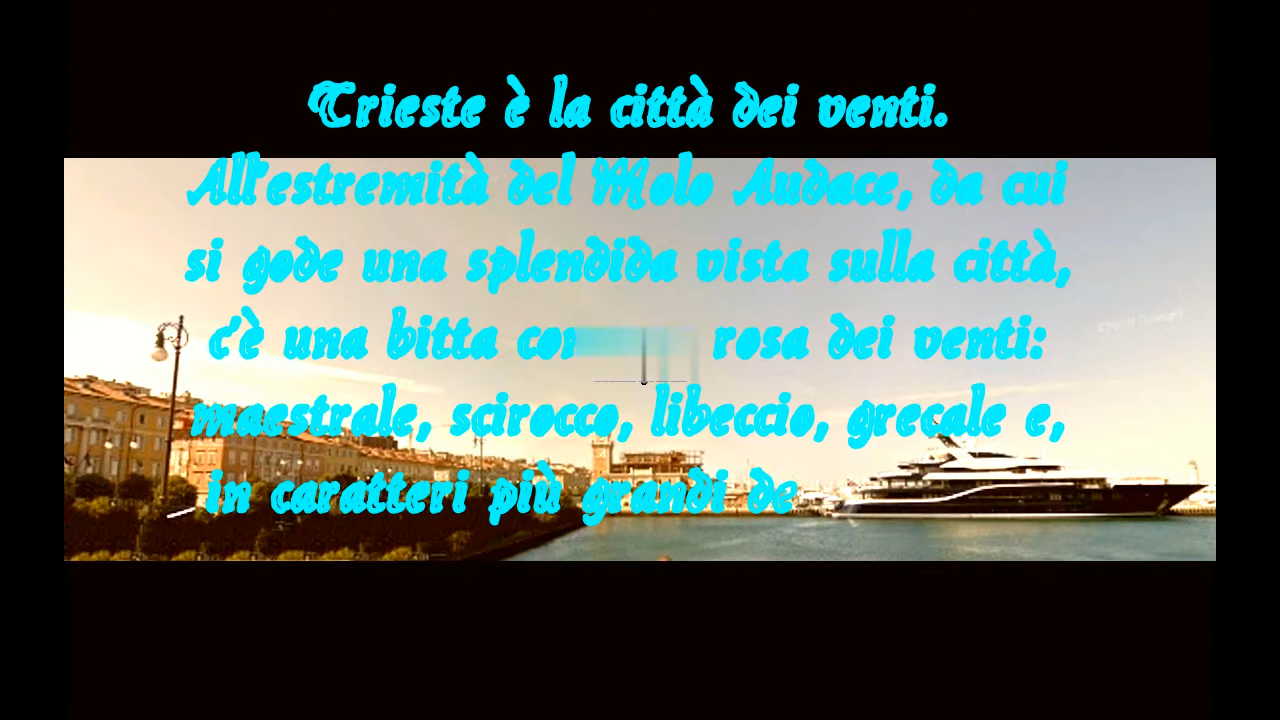 Trieste è la città dei venti.
All'estremità del Molo Audace, da cui
si gode una splendida vista sulla città,
c'è una bitta con rosa dei venti:
maestrale, scirocco, libeccio, grecale e,
in caratteri più grandi de